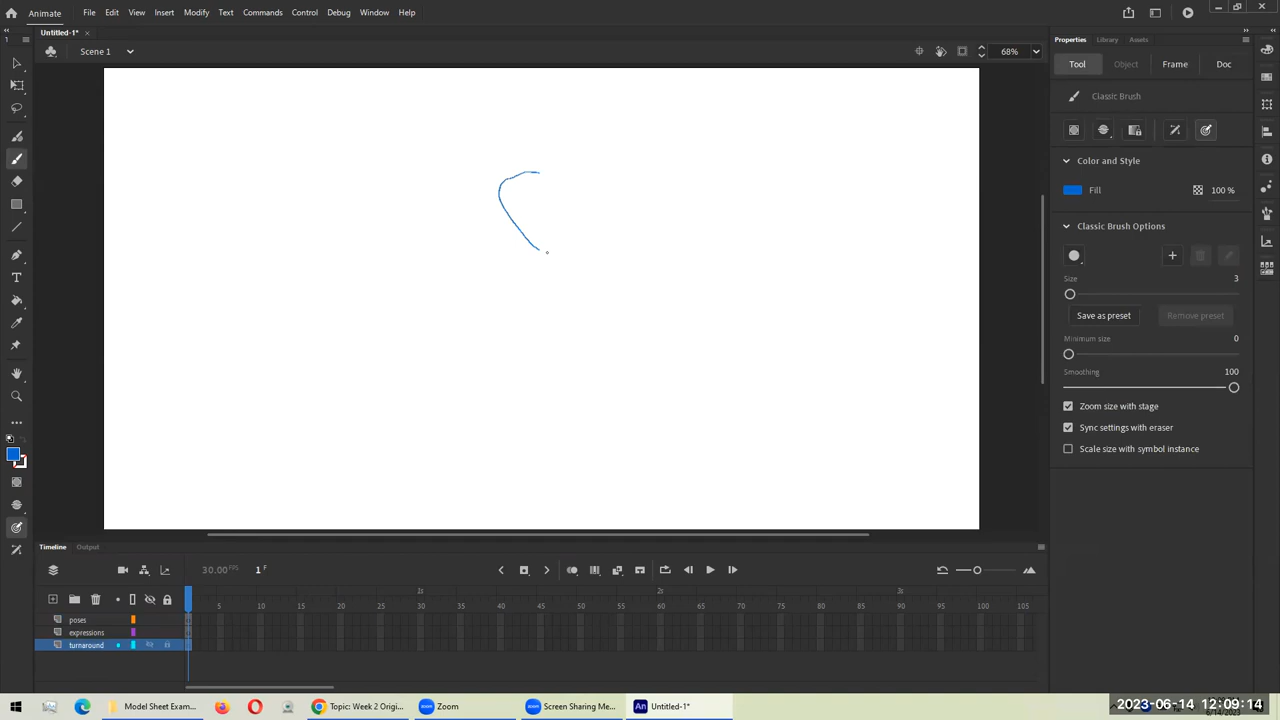 Animate File Edit View Insert Modify Text Commands Control Debug Window Help
Untitled-1*
Scene 1 68%
Properties Library Assets
Tool Object Frame Doc
Classic Brush
Color and Style
Fill 100 %
Classic Brush Options
Size 3
Save as preset Remove preset
Minimum size 0
Smoothing 100
Zoom size with stage
Sync settings with eraser
Scale size with symbol instance
Timeline Output
30.00 FPS 1 F
1s 2s 3s
5 10 15 20 25 30 35 40 45 50 55 60 65 70 75 80 85 90 95 100 105
poses
expressions
turnaround
Model Sheet Exam... Topic: Week 2 Origi... Zoom Screen Sharing Me... An Untitled-1*
2023-06-14 12:09:14